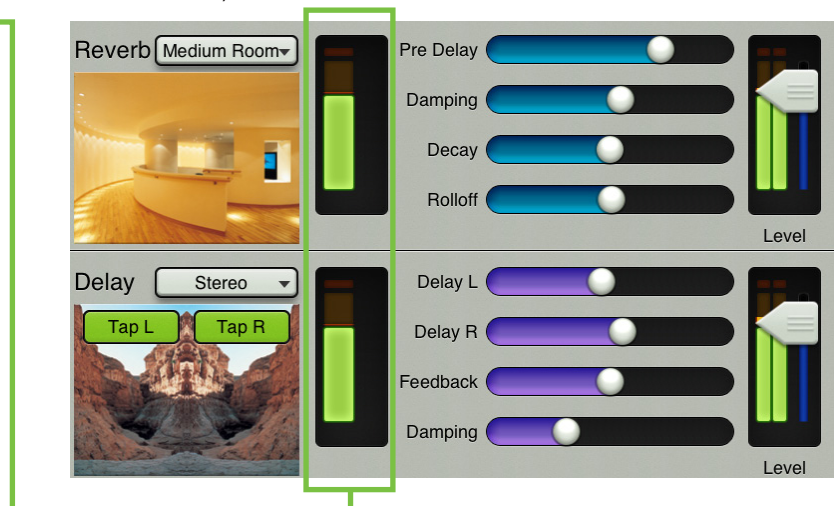 Reverb
Medium Room
Pre Delay
Damping
Decay
Rolloff
Level
Delay
Stereo
Tap L
Tap R
Delay L
Delay R
Feedback
Damping
Level